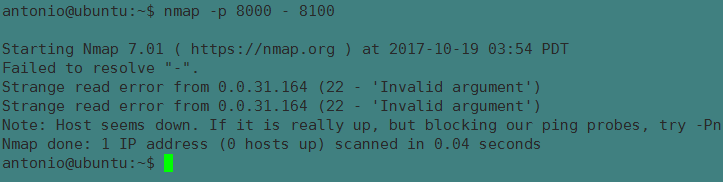 antonio@ubuntu:~$ nmap -p 8000 - 8100
Starting Nmap 7.01 ( https://nmap.org ) at 2017-10-19 03:54 PDT
Failed to resolve "-".
Strange read error from 0.0.31.164 (22 - 'Invalid argument')
Strange read error from 0.0.31.164 (22 - 'Invalid argument')
Note: Host seems down. If it is really up, but blocking our ping probes, try -Pn
Nmap done: 1 IP address (0 hosts up) scanned in 0.04 seconds
antonio@ubuntu:~$